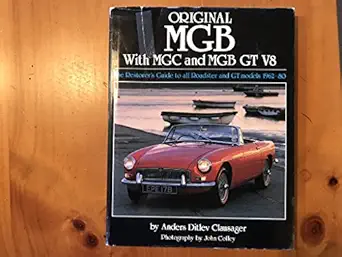 ORIGINAL
MGB
With MGC and MGB GT V8
The Restorer's Guide to all Roadster and GT models 1962-80
by Anders Ditlev Clausager
Photography by John Colley